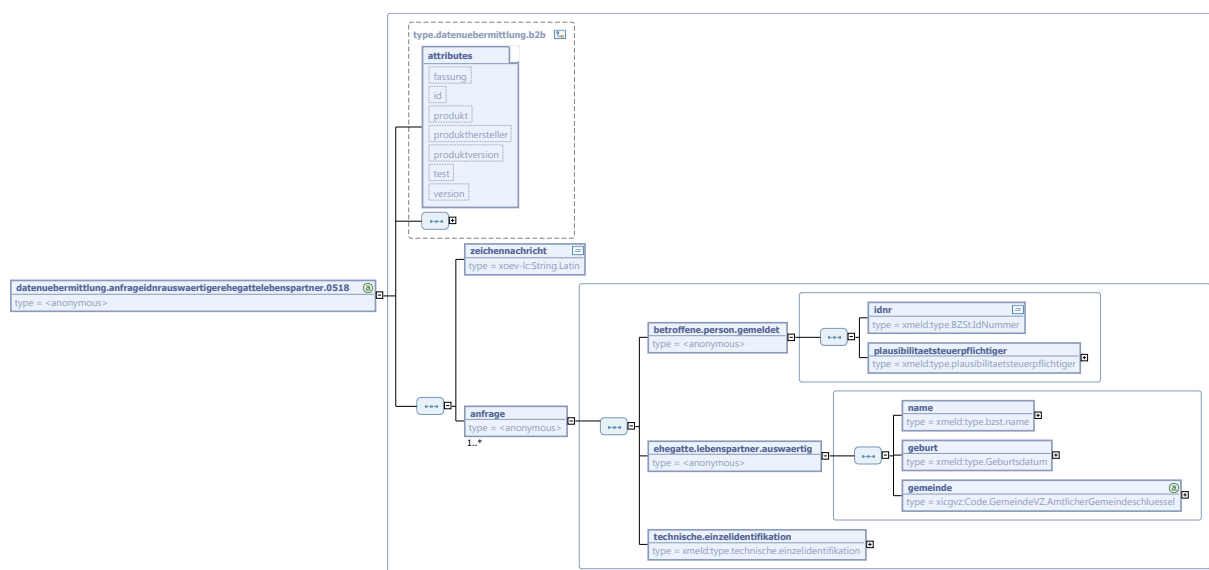 type.datenuebermittlung.b2b
attributes
fassung
id
produkt
produkthersteller
produktversion
test
version
zeichennachricht
type = xoev-lc:String.Latin
datenuebermittlung.anfrageidnrauswaertigerehegattelebenspartner.0518
type = <anonymous>
anfrage
type = <anonymous>
1..*
betroffene.person.gemeldet
type = <anonymous>
idnr
type = xmeld:type.BZSt.IdNummer
plausibilitaetsteuerpflichtiger
type = xmeld:type.plausibilitaetsteuerpflichtiger
ehegatte.lebenspartner.auswaertig
type = <anonymous>
name
type = xmeld:type.bzst.name
geburt
type = xmeld:type.Geburtsdatum
gemeinde
type = xicgvz:Code.GemeindeVZ.AmtlicherGemeindeschluessel
technische.einzelidentifikation
type = xmeld:type.technische.einzelidentifikation